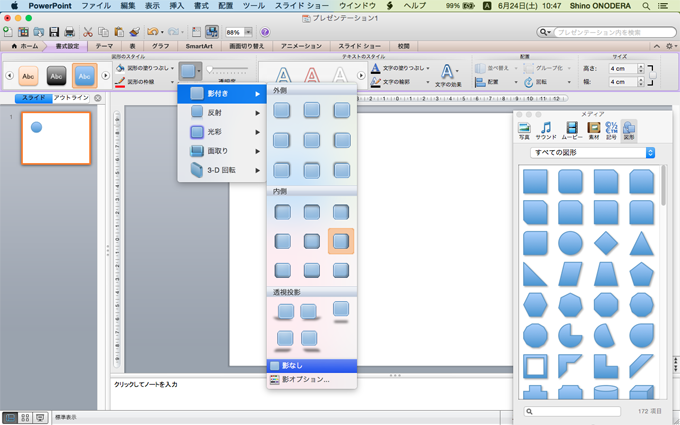 PowerPoint ファイル 編集 表示 挿入 書式 配置 ツール スライド ショー ウインドウ ヘルプ 99% 6月24日(土) 10:47 Shino ONODERA
プレゼンテーション1
88%
プレゼンテーション内を検索
ホーム 書式設定 テーマ 表 グラフ SmartArt 画面切り替え アニメーション スライド ショー 校閲
図形のスタイル テキストのスタイル 配置 サイズ
Abc Abc Abc 図形の塗りつぶし 透明度 文字の塗りつぶし 並べ替え グループ化 高さ: 4 cm
図形の枠線 文字の輪郭 文字の効果 配置 回転 幅: 4 cm
スライド アウトライン
1
影付き
反射
光彩
面取り
3-D 回転
外側
内側
透視投影
影なし
影オプション...
メディア
写真 サウンド ムービー 素材 記号 図形
すべての図形
172 項目
クリックしてノートを入力
標準表示